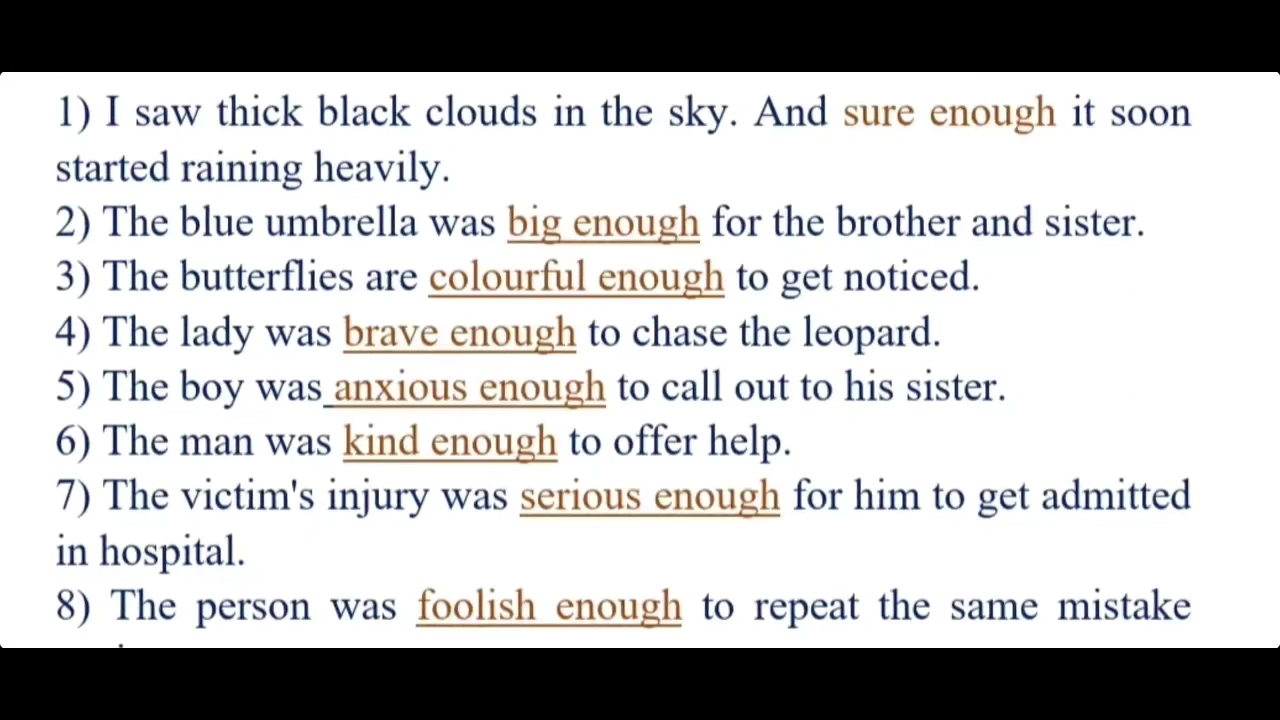 1) I saw thick black clouds in the sky. And sure enough it soon
started raining heavily.
2) The blue umbrella was big enough for the brother and sister.
3) The butterflies are colourful enough to get noticed.
4) The lady was brave enough to chase the leopard.
5) The boy was anxious enough to call out to his sister.
6) The man was kind enough to offer help.
7) The victim's injury was serious enough for him to get admitted
in hospital.
8) The person was foolish enough to repeat the same mistake